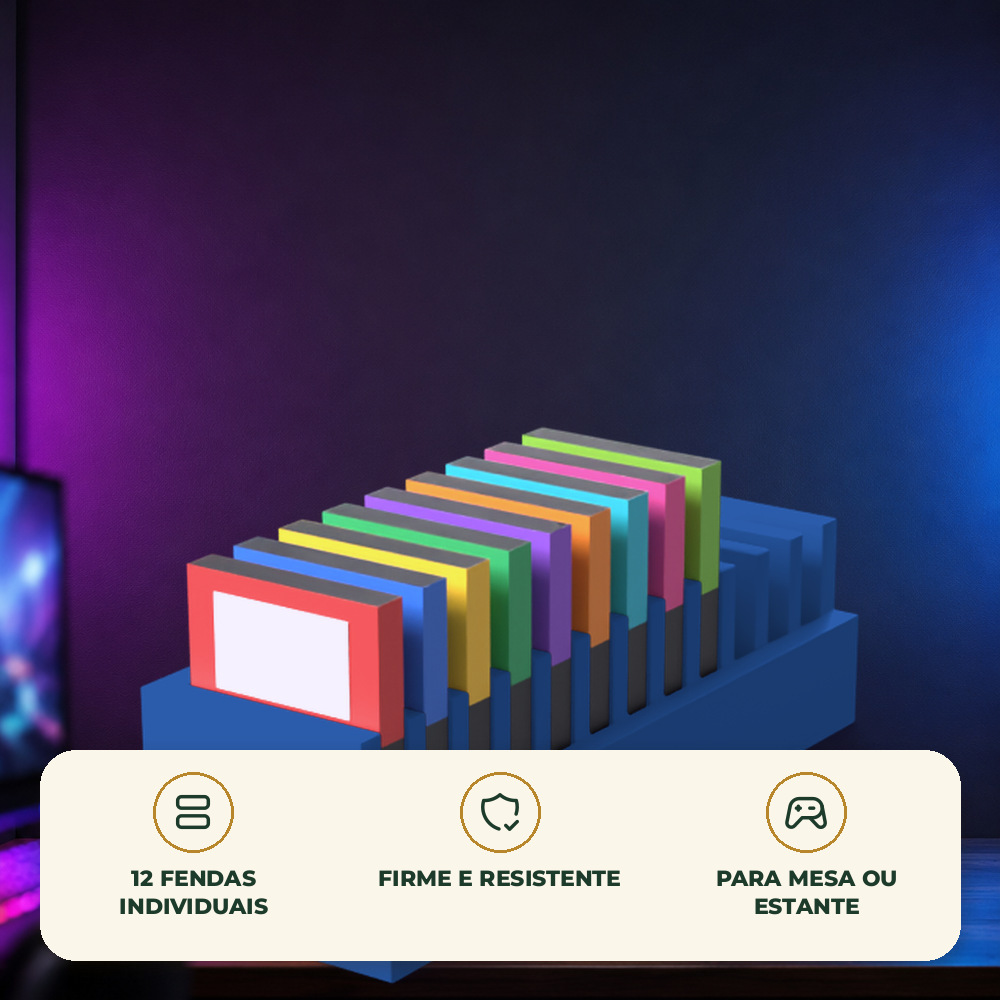 12 FENDAS
INDIVIDUAIS
FIRME E RESISTENTE
PARA MESA OU
ESTANTE